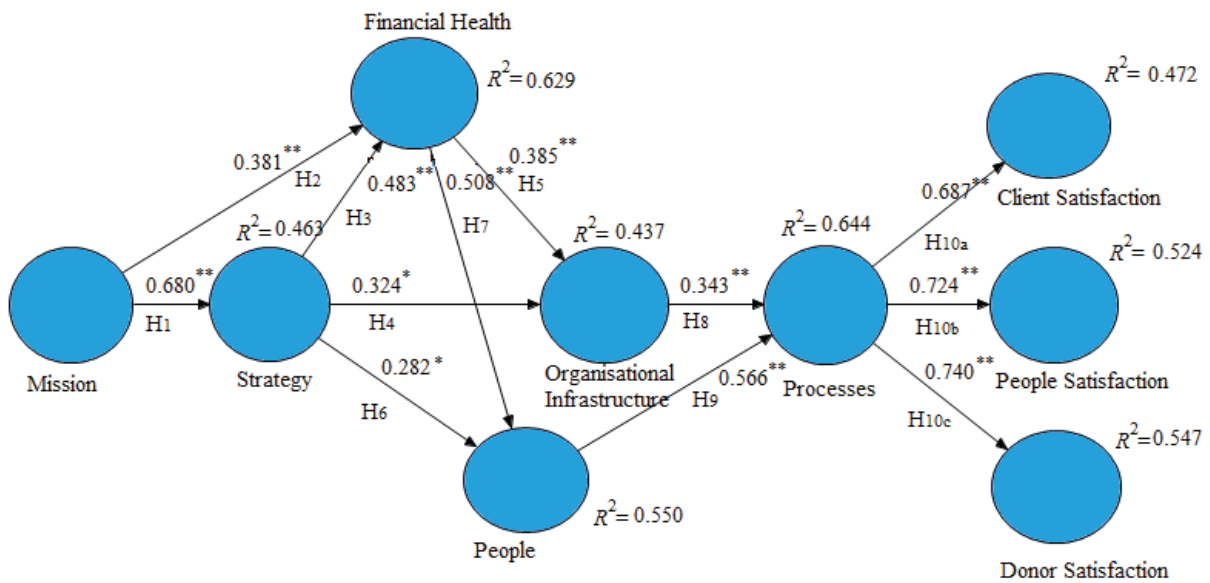 Financial Health
R²= 0.629
R²= 0.472
0.381**
H2
0.483**
0.508**
0.385**
H5
0.687**
Client Satisfaction
H3
H7
R²= 0.463
R²= 0.437
R²= 0.644
H10a
R²= 0.524
0.680**
H1
0.324*
H4
0.343**
H8
0.724**
H10b
Mission
Strategy
0.282*
H6
Organisational
Infrastructure
0.566**
H9
Processes
0.740**
H10c
People Satisfaction
R²= 0.547
R²= 0.550
People
Donor Satisfaction